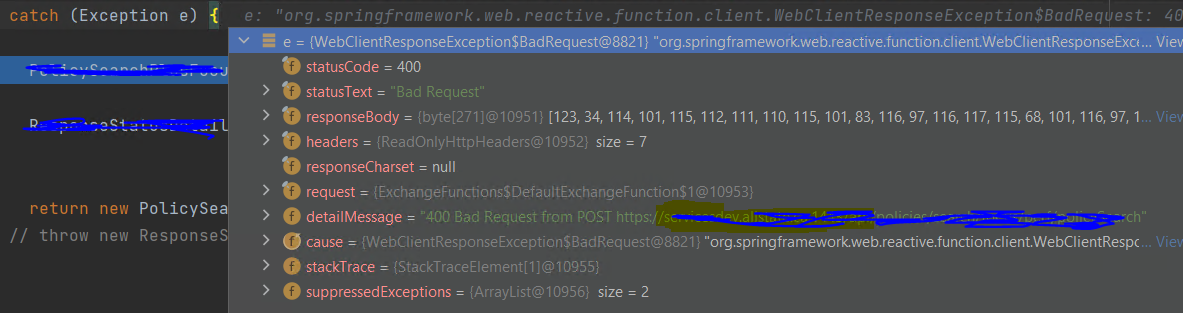 catch (Exception e) { e: "org.springframework.web.reactive.function.client.WebClientResponseException$BadRequest: 40
e = {WebClientResponseException$BadRequest@8821} "org.springframework.web.reactive.function.client.WebClientResponseExc... View
statusCode = 400
statusText = "Bad Request"
responseBody = {byte[271]@10951} [123, 34, 114, 101, 115, 112, 111, 110, 115, 101, 83, 116, 97, 116, 117, 115, 68, 101, 116, 97, 1... View
headers = {ReadOnlyHttpHeaders@10952} size = 7
responseCharset = null
request = {ExchangeFunctions$DefaultExchangeFunction$1@10953}
return new PolicySea
detailMessage = "400 Bad Request from POST https://
// throw new ResponseS
cause = {WebClientResponseException$BadRequest@8821} "org.springframework.web.reactive.function.client.WebClientRespo... View
stackTrace = {StackTraceElement[1]@10955}
suppressedExceptions = {ArrayList@10956} size = 2